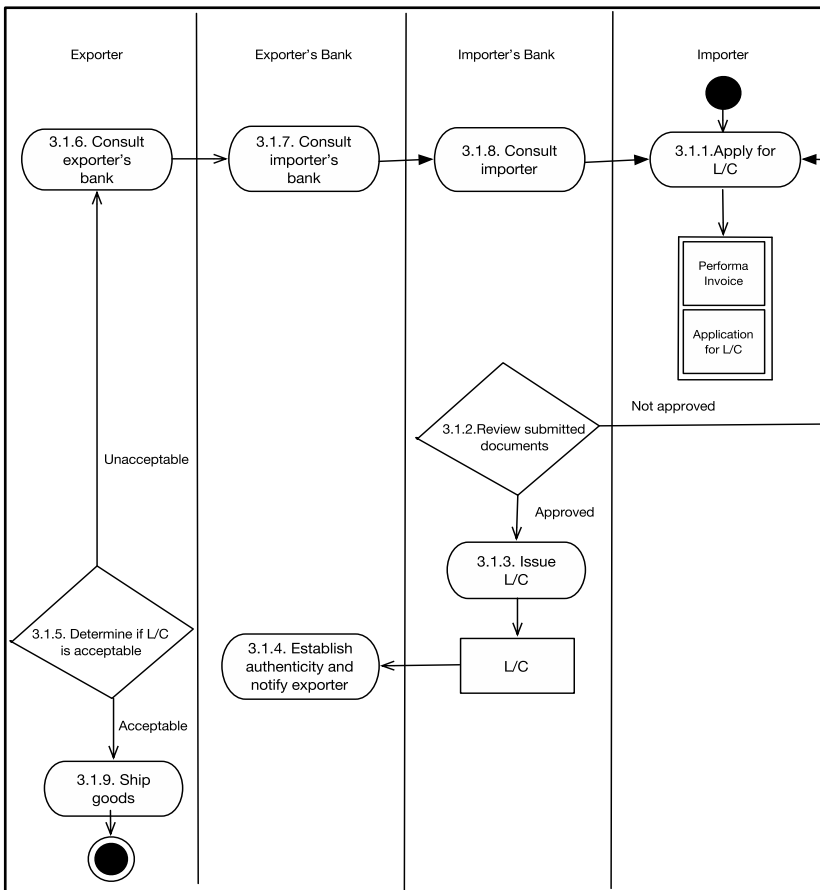 Exporter
Exporter's Bank
Importer's Bank
Importer
3.1.6. Consult
exporter's
bank
3.1.7. Consult
importer's
bank
3.1.8. Consult
importer
3.1.1.Apply for
L/C
Performa
Invoice
Application
for L/C
Not approved
3.1.2.Review submitted
documents
Unacceptable
Approved
3.1.3. Issue
L/C
3.1.5. Determine if L/C
is acceptable
3.1.4. Establish
authenticity and
notify exporter
L/C
Acceptable
3.1.9. Ship
goods